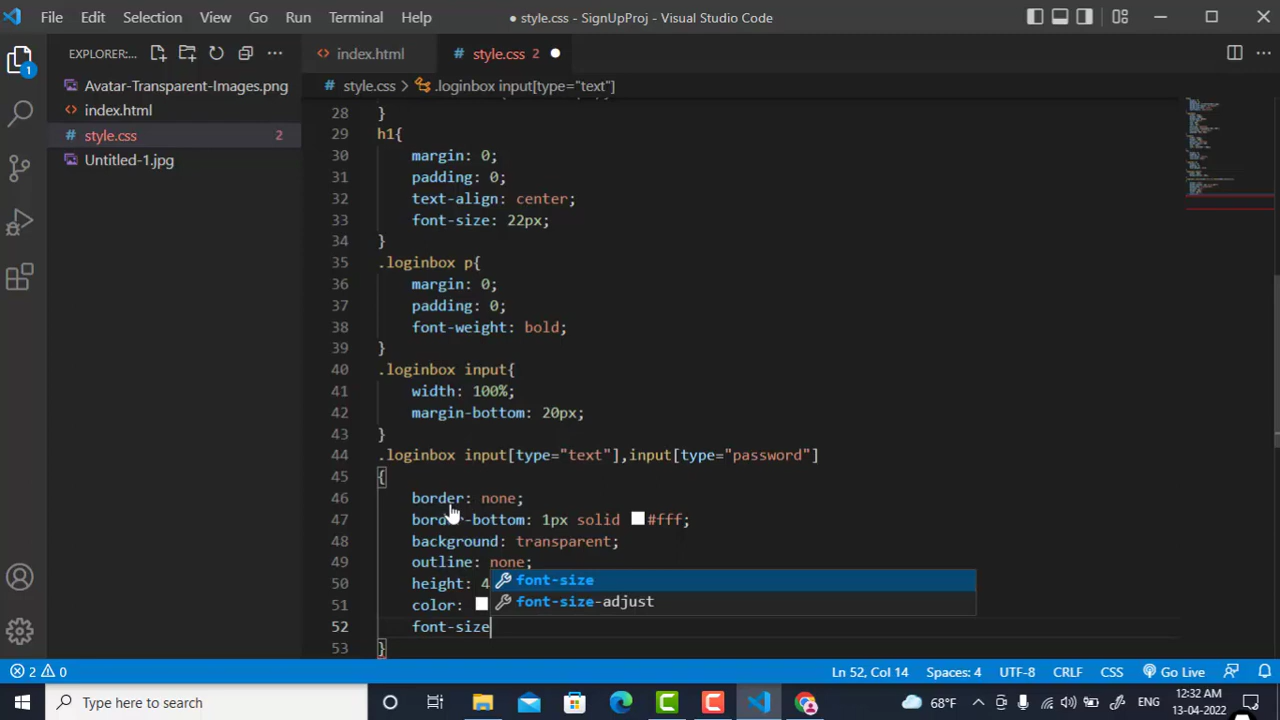 File Edit Selection View Go Run Terminal Help
● style.css - SignUpProj - Visual Studio Code
EXPLORER:...
index.html
style.css 2
Avatar-Transparent-Images.png
index.html
style.css 2
Untitled-1.jpg
1
style.css > .loginbox input[type="text"]
28 }
29 h1{
30 margin: 0;
31 padding: 0;
32 text-align: center;
33 font-size: 22px;
34 }
35 .loginbox p{
36 margin: 0;
37 padding: 0;
38 font-weight: bold;
39 }
40 .loginbox input{
41 width: 100%;
42 margin-bottom: 20px;
43 }
44 .loginbox input[type="text"],input[type="password"]
45 {
46 border: none;
47 border-bottom: 1px solid #fff;
48 background: transparent;
49 outline: none;
50 height: 4
font-size
51 color:
font-size-adjust
52 font-size
53 }
2 0
Ln 52, Col 14 Spaces: 4 UTF-8 CRLF CSS Go Live
Type here to search
68°F
12:32 AM
13-04-2022